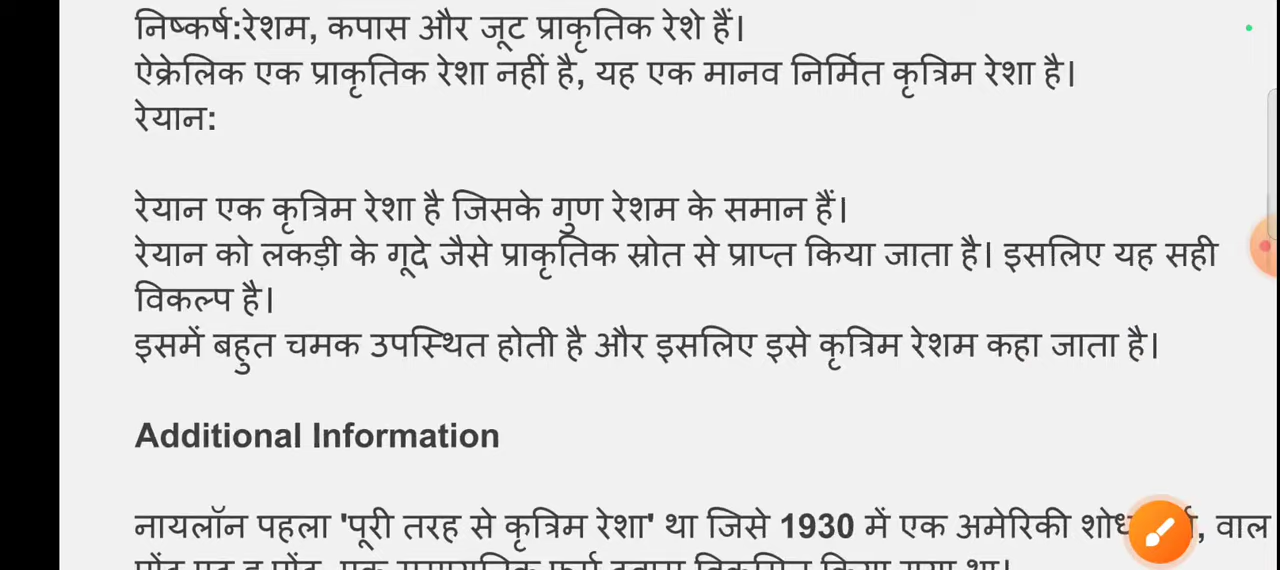 निष्कर्ष:रेशम, कपास और जूट प्राकृतिक रेशे हैं।
ऐक्रेलिक एक प्राकृतिक रेशा नहीं है, यह एक मानव निर्मित कृत्रिम रेशा है।
रेयान:
रेयान एक कृत्रिम रेशा है जिसके गुण रेशम के समान हैं।
रेयान को लकड़ी के गूदे जैसे प्राकृतिक स्रोत से प्राप्त किया जाता है। इसलिए यह सही
विकल्प है।
इसमें बहुत चमक उपस्थित होती है और इसलिए इसे कृत्रिम रेशम कहा जाता है।
Additional Information
नायलॉन पहला 'पूरी तरह से कृत्रिम रेशा' था जिसे 1930 में एक अमेरिकी वाल